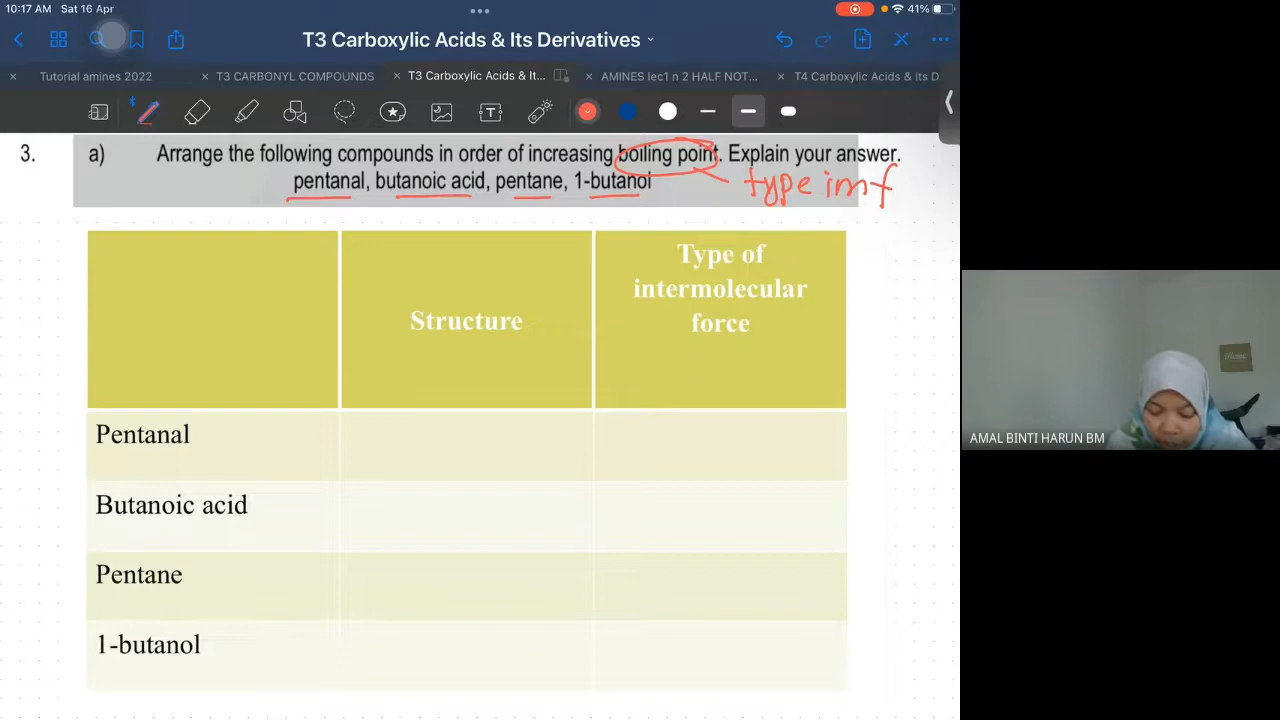 10:17 AM Sat 16 Apr
41%
T3 Carboxylic Acids & Its Derivatives
Tutorial amines 2022
T3 CARBONYL COMPOUNDS
T3 Carboxylic Acids & It...
AMINES lec1 n 2 HALF NOT...
T4 Carboxylic Acids & Its D
3. a) Arrange the following compounds in order of increasing boiling point. Explain your answer.
pentanal, butanoic acid, pentane, 1-butanol
type imf
Structure
Type of
intermolecular
force
Pentanal
Butanoic acid
Pentane
1-butanol
Home
AMAL BINTI HARUN BM